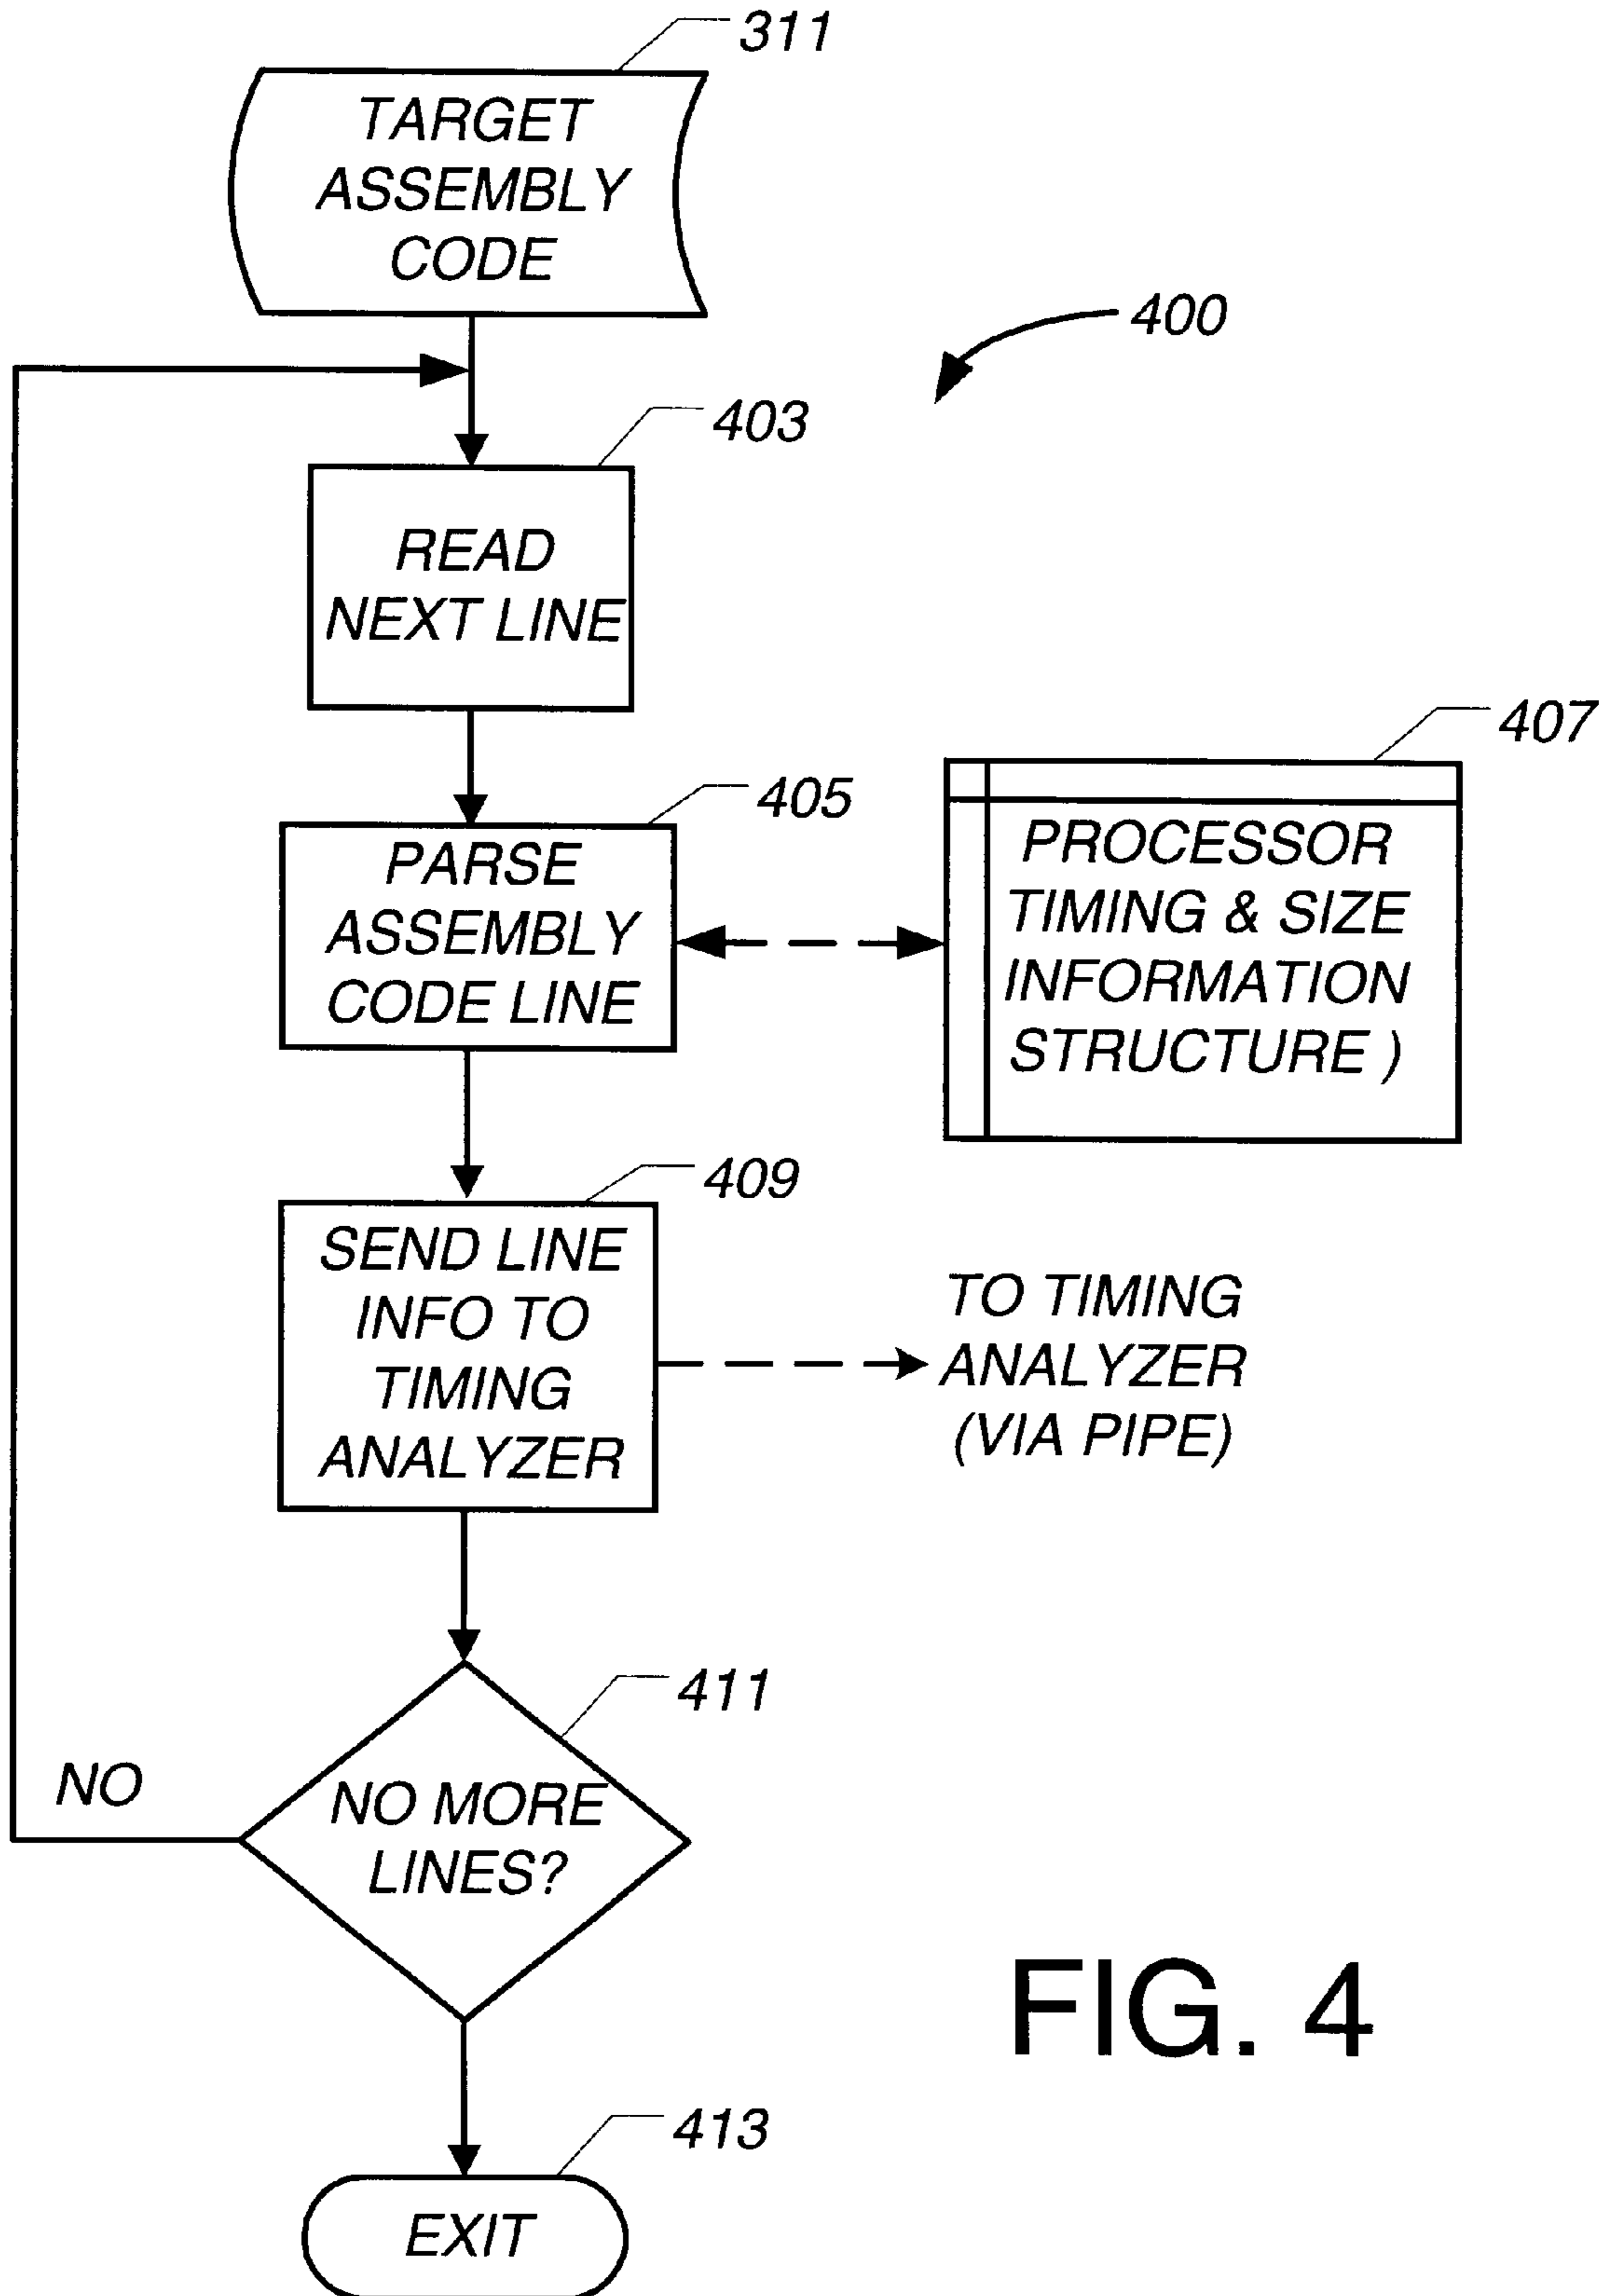 311
TARGET
ASSEMBLY
CODE
400
403
READ
NEXT LINE
407
405
PARSE
ASSEMBLY
CODE LINE
PROCESSOR
TIMING & SIZE
INFORMATION
STRUCTURE )
409
SEND LINE
INFO TO
TIMING
ANALYZER
TO TIMING
ANALYZER
(VIA PIPE)
411
NO
NO MORE
LINES?
FIG. 4
413
EXIT